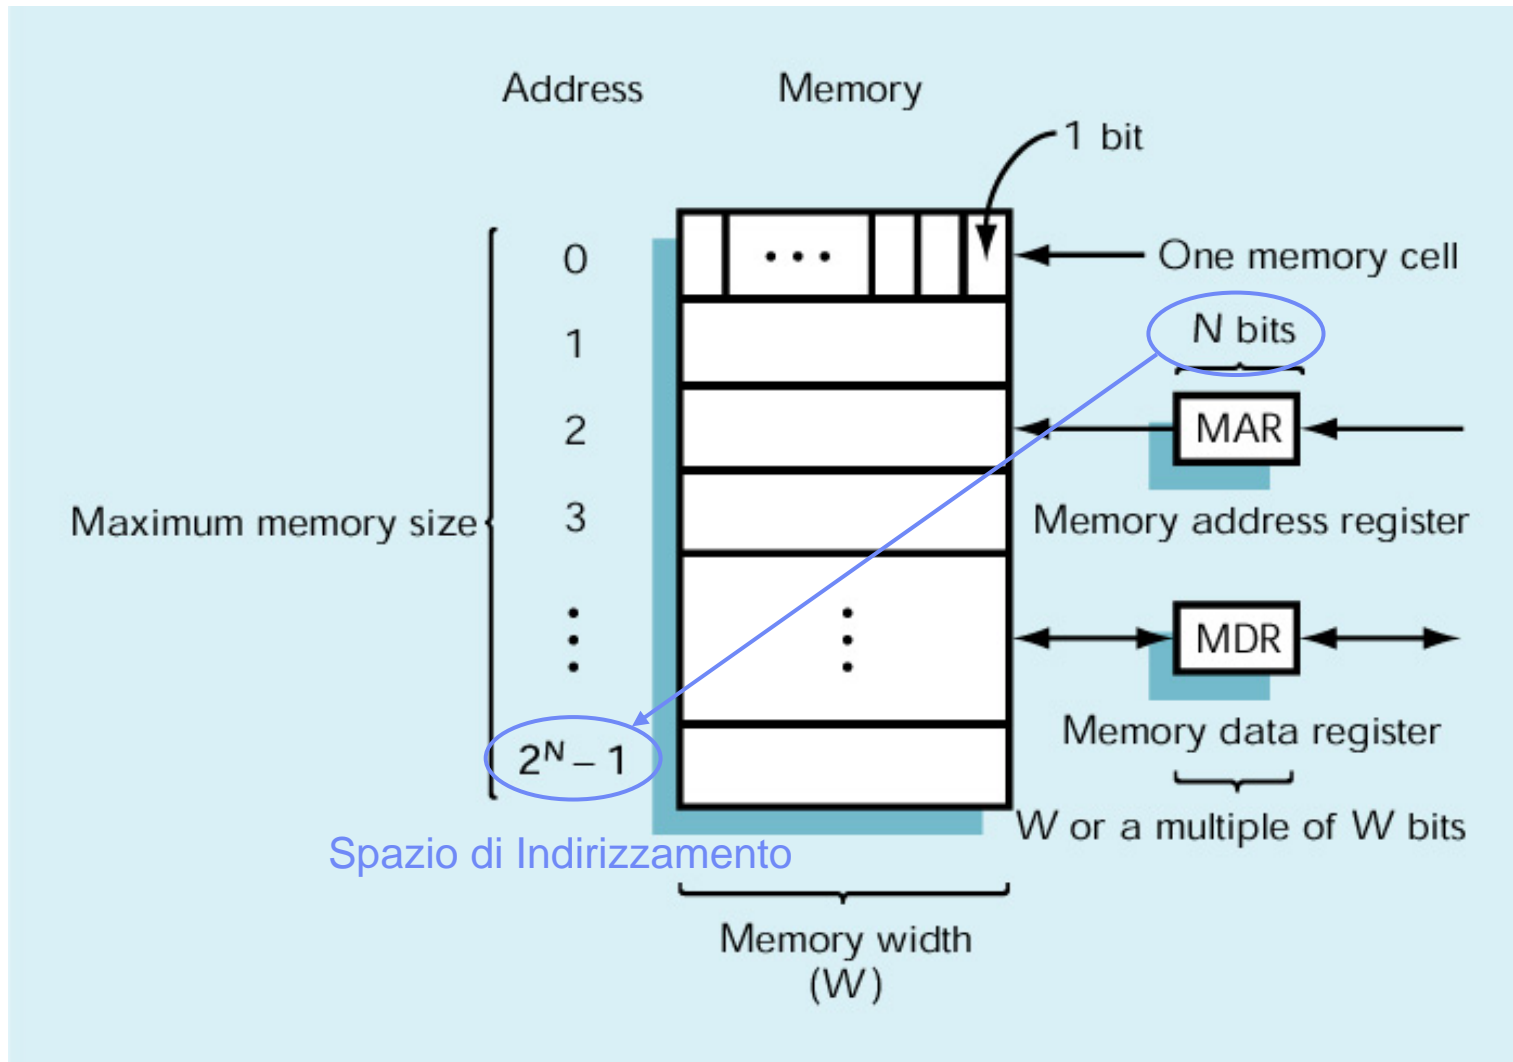 Address
Memory
1 bit
0
• • •
One memory cell
1
N bits
2
MAR
Maximum memory size
3
Memory address register
MDR
2ᴺ – 1
Memory data register
Spazio di Indirizzamento
W or a multiple of W bits
Memory width
(W)